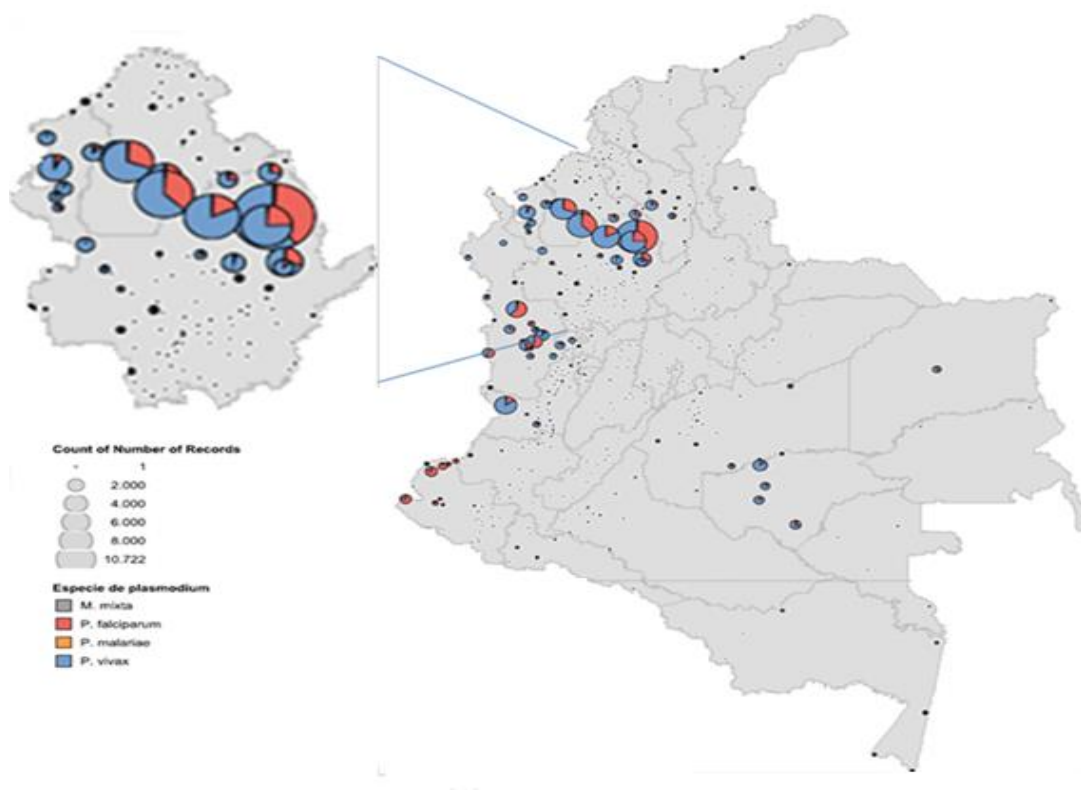 Count of Number of Records
1
2.000
4.000
6.000
8.000
10.722
Especie de plasmodium
M. mixta
P. falciparum
P. malariae
P. vivax